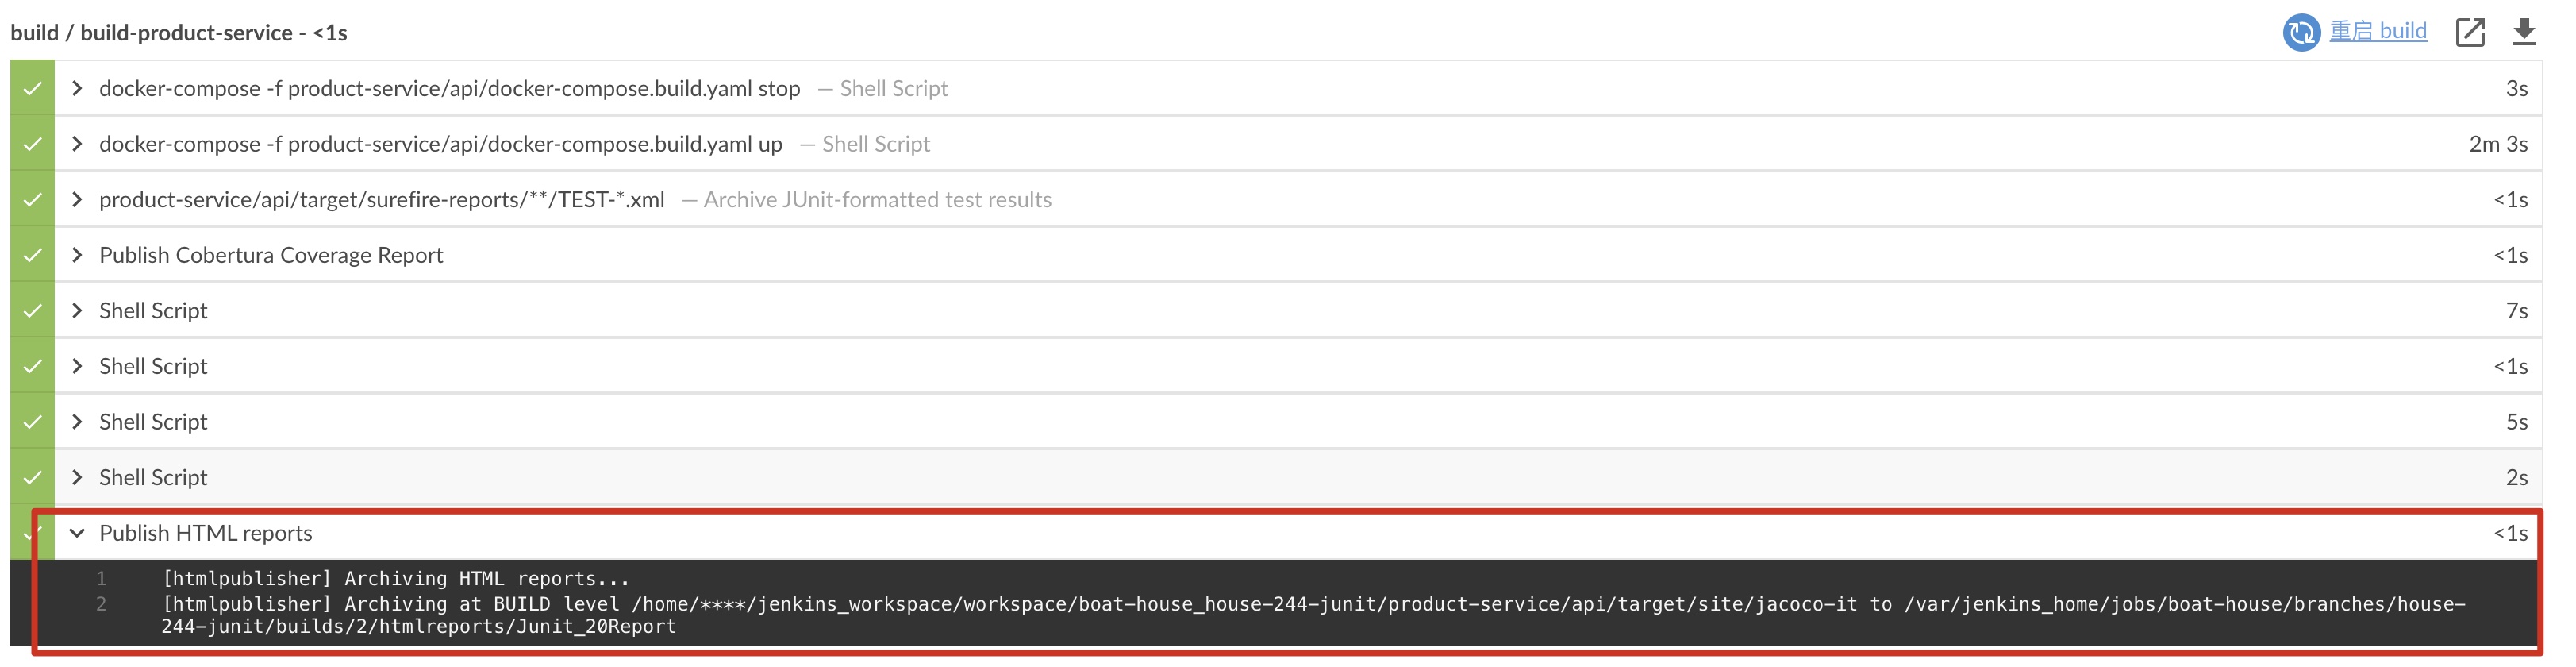 build / build-product-service - <1s
重启 build
docker-compose -f product-service/api/docker-compose.build.yaml stop — Shell Script 3s
docker-compose -f product-service/api/docker-compose.build.yaml up — Shell Script 2m 3s
product-service/api/target/surefire-reports/**/TEST-*.xml — Archive JUnit-formatted test results <1s
Publish Cobertura Coverage Report <1s
Shell Script 7s
Shell Script <1s
Shell Script 5s
Shell Script 2s
Publish HTML reports <1s
1 [htmlpublisher] Archiving HTML reports...
2 [htmlpublisher] Archiving at BUILD level /home/****/jenkins_workspace/workspace/boat-house_house-244-junit/product-service/api/target/site/jacoco-it to /var/jenkins_home/jobs/boat-house/branches/house-
244-junit/builds/2/htmlreports/Junit_20Report